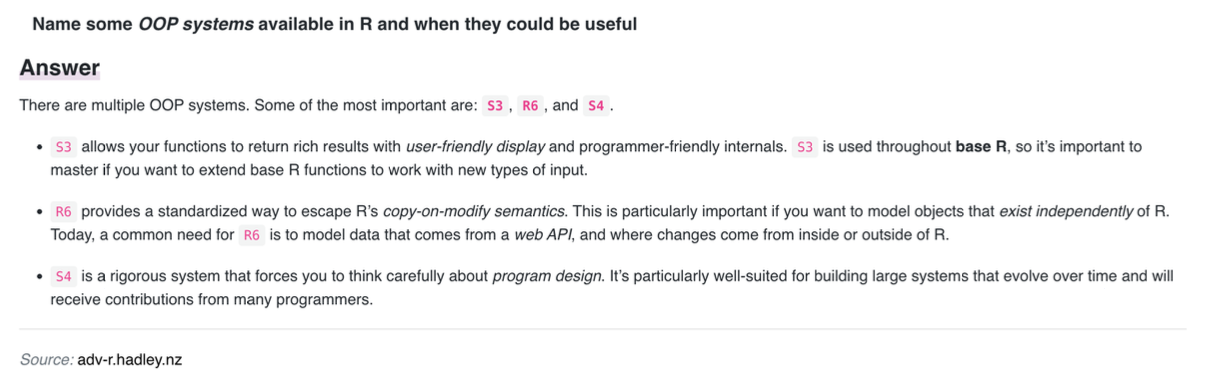 Name some OOP systems available in R and when they could be useful
Answer
There are multiple OOP systems. Some of the most important are: S3 , R6 , and S4 .
• S3 allows your functions to return rich results with user-friendly display and programmer-friendly internals. S3 is used throughout base R, so it's important to
master if you want to extend base R functions to work with new types of input.
• R6 provides a standardized way to escape R's copy-on-modify semantics. This is particularly important if you want to model objects that exist independently of R.
Today, a common need for R6 is to model data that comes from a web API, and where changes come from inside or outside of R.
• S4 is a rigorous system that forces you to think carefully about program design. It's particularly well-suited for building large systems that evolve over time and will
receive contributions from many programmers.
Source: adv-r.hadley.nz